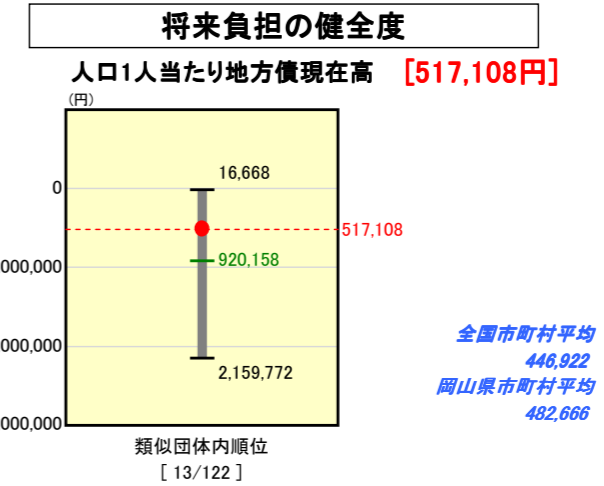 将来負担の健全度
人口1人当たり地方債現在高 [517,108円]
(円)
16,668
0
517,108
920,158
000,000
全国市町村平均
000,000
446,922
2,159,772
岡山県市町村平均
482,666
000,000
類似団体内順位
[ 13/122 ]